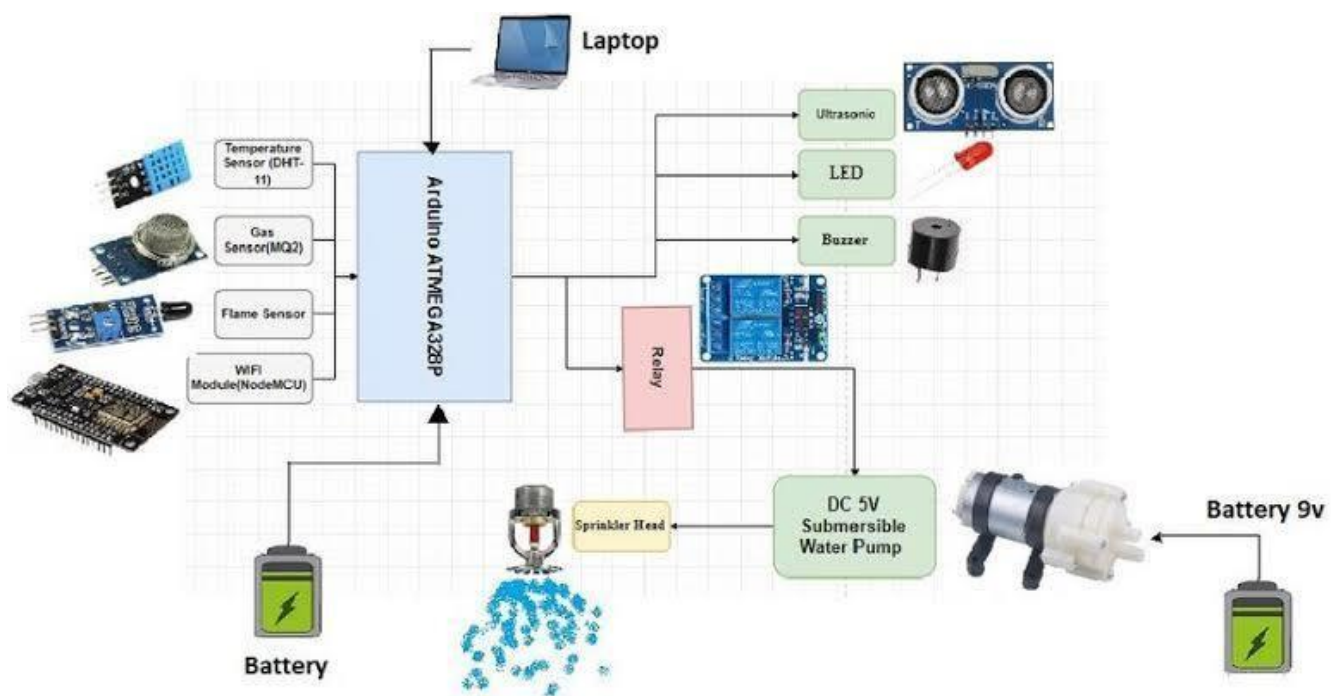 Laptop
Ultrasonic
Temperature
Sensor (DHT-
11)
LED
Gas
Sensor(MQ2)
Buzzer
Arduino ATMEGA328P
Flame Sensor
Relay
WIFI
Module(NodeMCU)
DC 5V
Submersible
Water Pump
Sprinkler Head
Battery 9v
Battery